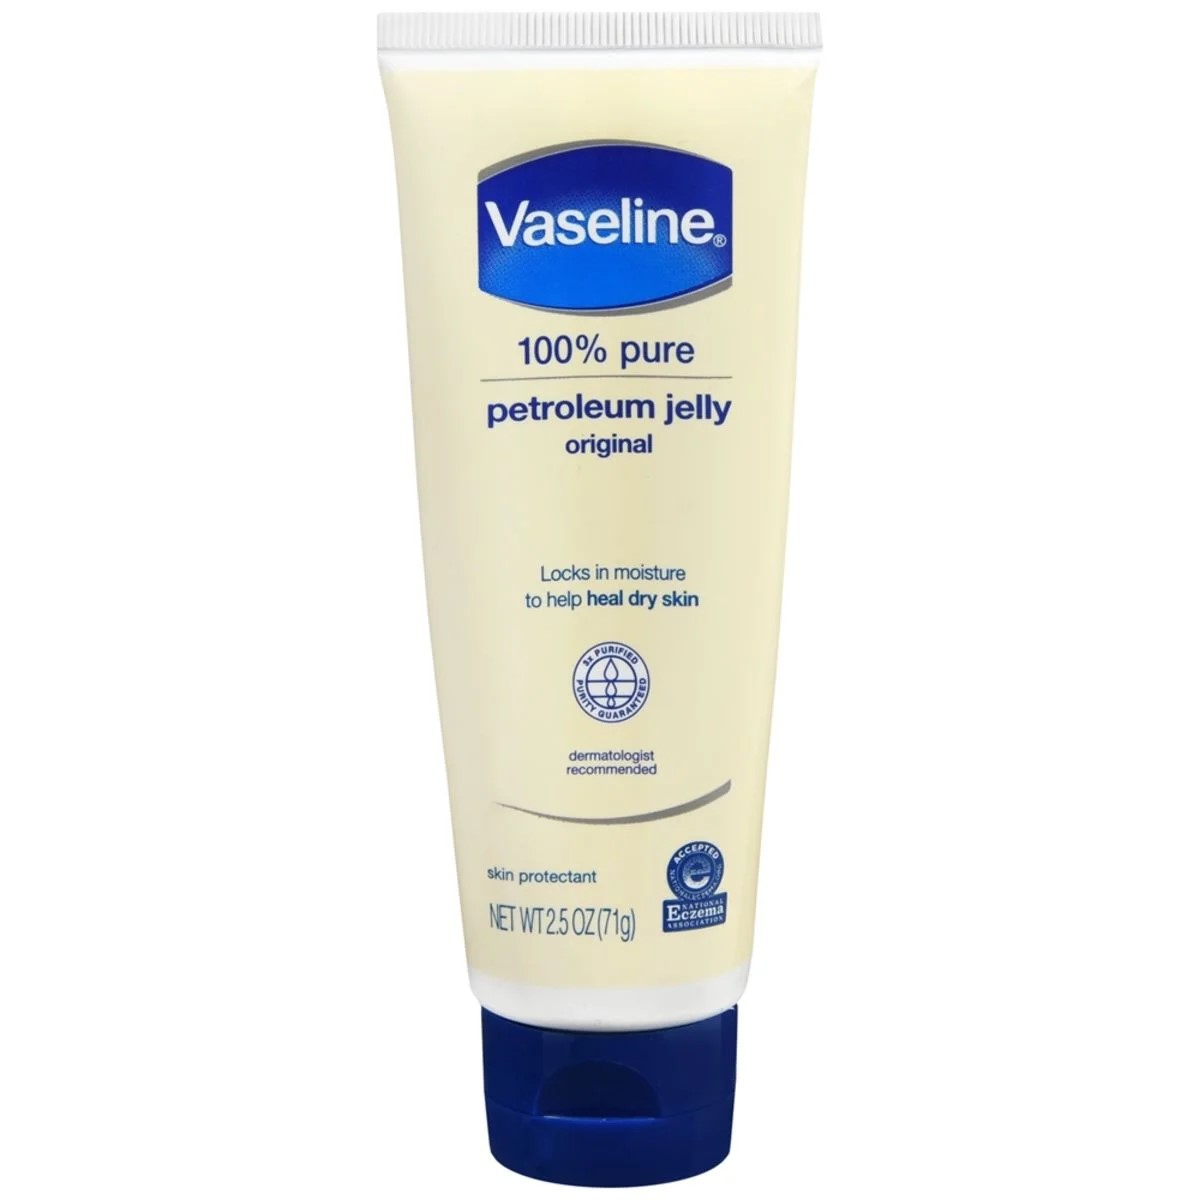 Vaseline®
100% pure
petroleum jelly
original
Locks in moisture
to help heal dry skin
3x PURIFIED
PURITY GUARANTEED
dermatologist
recommended
skin protectant
NET WT 2.5 OZ (71g)
ACCEPTED
NATIONAL
Eczema
ASSOCIATION